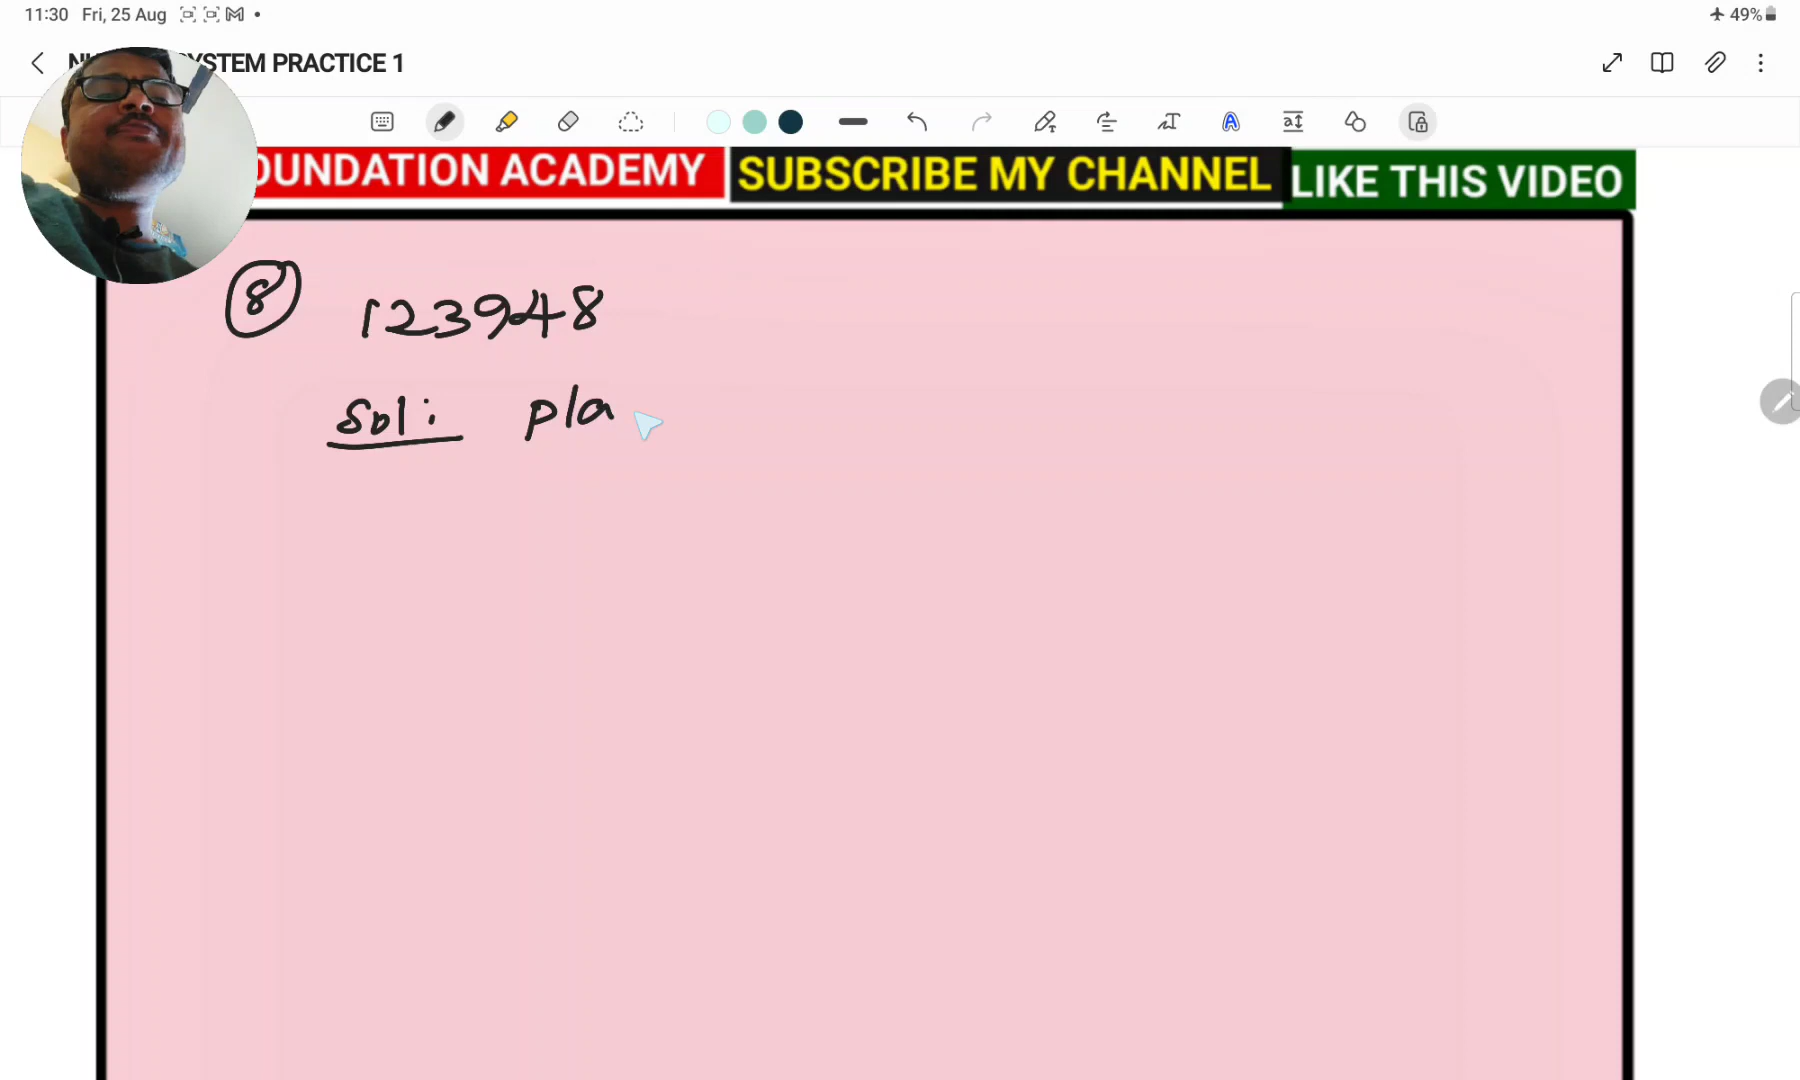 11:30 Fri, 25 Aug
49%
SYSTEM PRACTICE 1
OUNDATION ACADEMY SUBSCRIBE MY CHANNEL LIKE THIS VIDEO
8 123948
Sol: pla